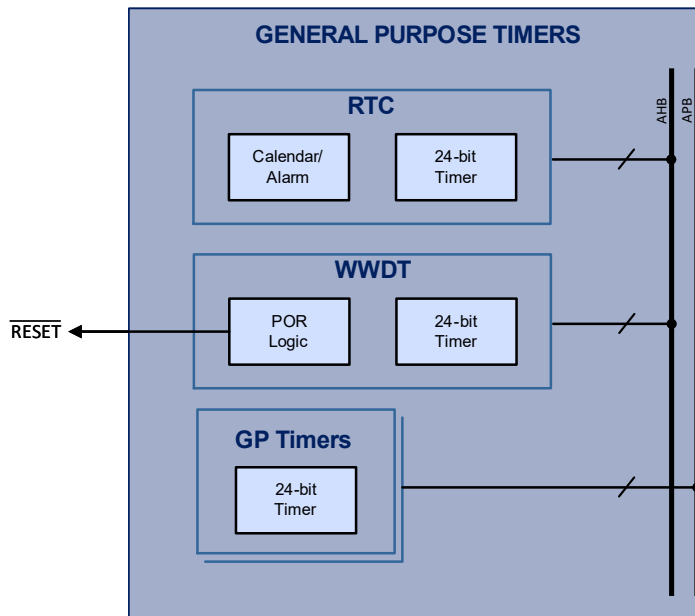 GENERAL PURPOSE TIMERS
RTC
Calendar/
Alarm
24-bit
Timer
AHB
APB
WWDT
POR
Logic
24-bit
Timer
RESET
GP Timers
24-bit
Timer